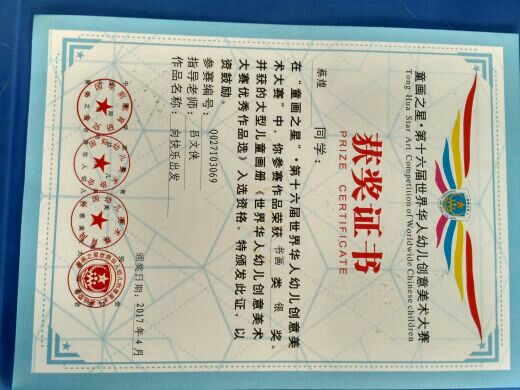 童画之星·第十六届世界华人幼儿创意美术大赛
Tong Hua Star Art Competition of Worldwide Chinese children
获奖证书
PRIZE CERTIFICATE
蔡煌 同学：
在“童画之星”·第十六届世界华人幼儿创意美
术大赛”中，你参赛作品荣获 书画 类 银 奖。
并获的大型儿童画册《世界华人幼儿创意美术
大赛优秀作品选》入选资格。特颁发此证，以
资鼓励。
参赛编号：0027103069
指导老师：吕文侠
作品名称：向快乐出发
颁奖日期：2017年4月